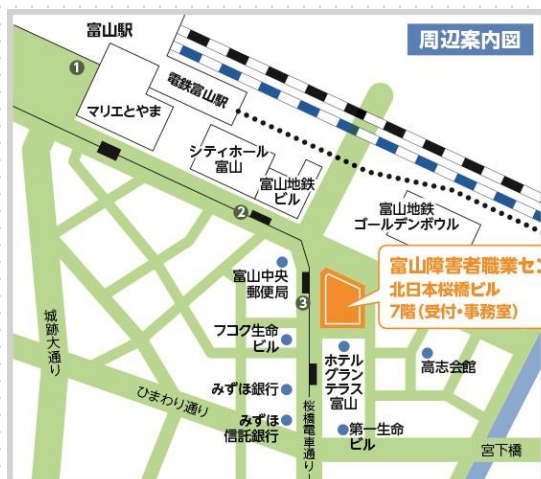 周辺案内図
富山駅
❶
電鉄富山駅
マリエとやま
シティホール
富山
富山地鉄
ビル
❷
富山地鉄
ゴールデンボウル
富山中央
郵便局
❸
富山障害者職業セン
北日本桜橋ビル
7階(受付・事務室)
城跡大通り
フコク生命
ビル
ホテル
グラン
テラス
富山
高志会館
みずほ銀行
ひまわり通り
みずほ
信託銀行
桜橋電車通り
第一生命
ビル
宮下橋